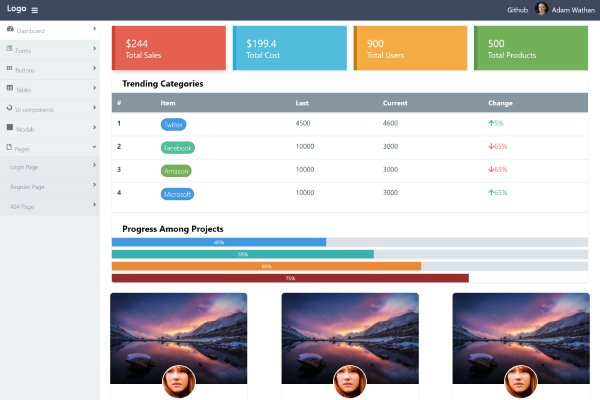 Logo
Github Adam Wathan
Dashboard
Forms
Buttons
Tables
Ui components
Modals
Pages
Login Page
Register Page
404 Page
$244
Total Sales
$199.4
Total Cost
900
Total Users
500
Total Products
Trending Categories
# Item Last Current Change
1 Twitter 4500 4600 5%
2 Facebook 10000 3000 65%
3 Amazon 10000 3000 65%
4 Microsoft 10000 3000 65%
Progress Among Projects
45%
55%
65%
75%